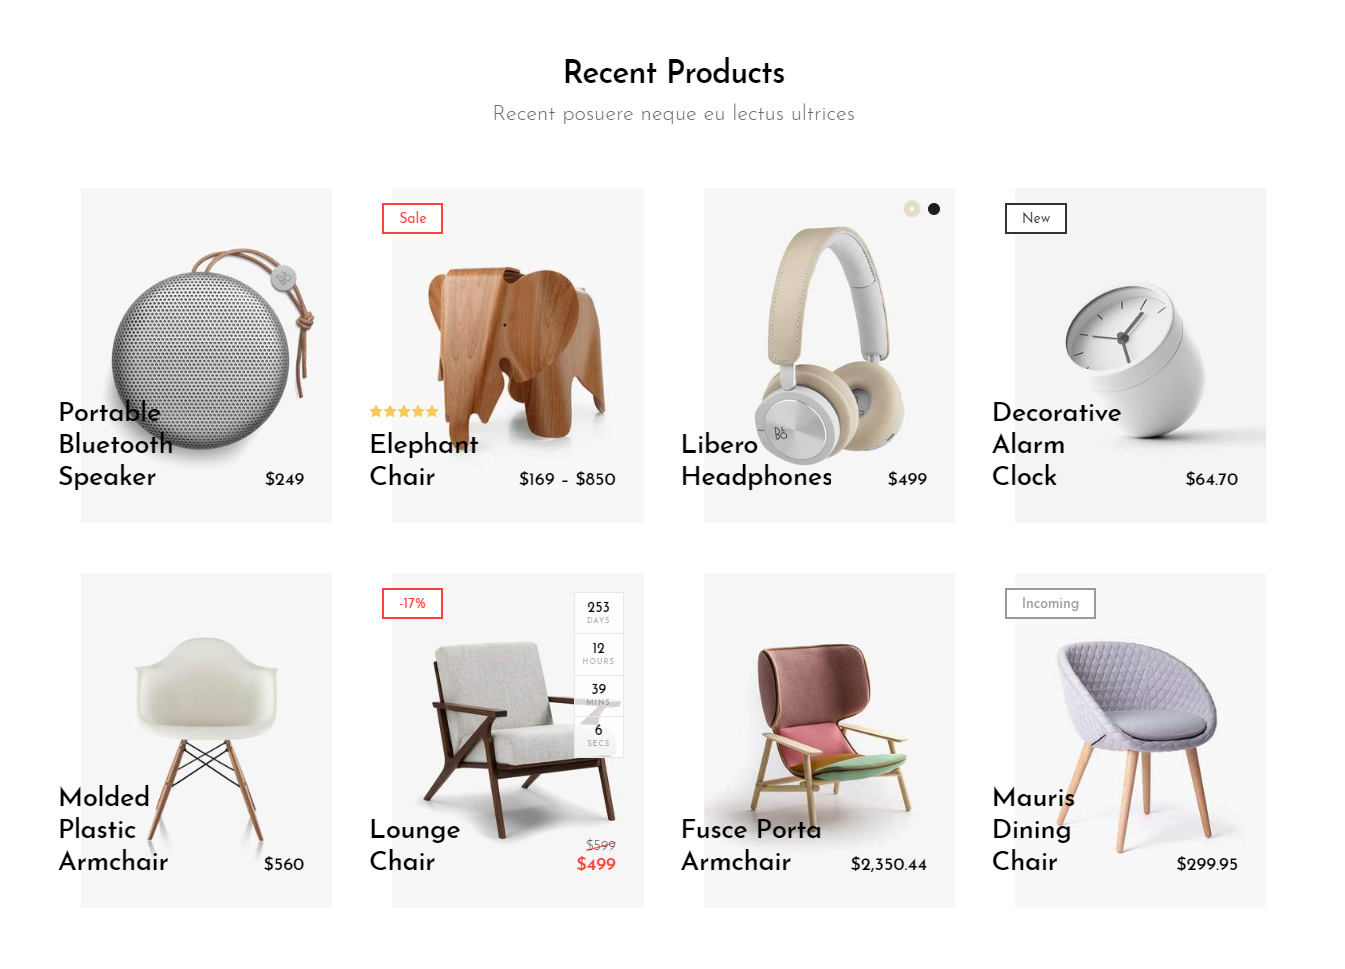 Recent Products
Recent posuere neque eu lectus ultrices
Portable
Bluetooth
Speaker
$249
Sale
Elephant
Chair
$169 – $850
Libero
Headphones
$499
New
Decorative
Alarm
Clock
$64.70
Molded
Plastic
Armchair
$560
-17%
253
DAYS
12
HOURS
39
MINS
6
SECS
Lounge
Chair
$599
$499
Fusce Porta
Armchair
$2,350.44
Incoming
Mauris
Dining
Chair
$299.95